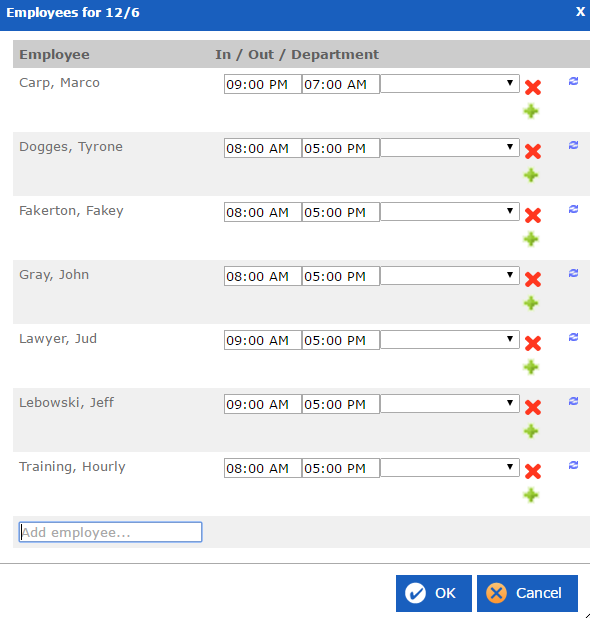 Employees for 12/6 X
Employee In / Out / Department
Carp, Marco 09:00 PM 07:00 AM
Dogges, Tyrone 08:00 AM 05:00 PM
Fakerton, Fakey 08:00 AM 05:00 PM
Gray, John 08:00 AM 05:00 PM
Lawyer, Jud 09:00 AM 05:00 PM
Lebowski, Jeff 09:00 AM 05:00 PM
Training, Hourly 08:00 AM 05:00 PM
Add employee...
OK Cancel